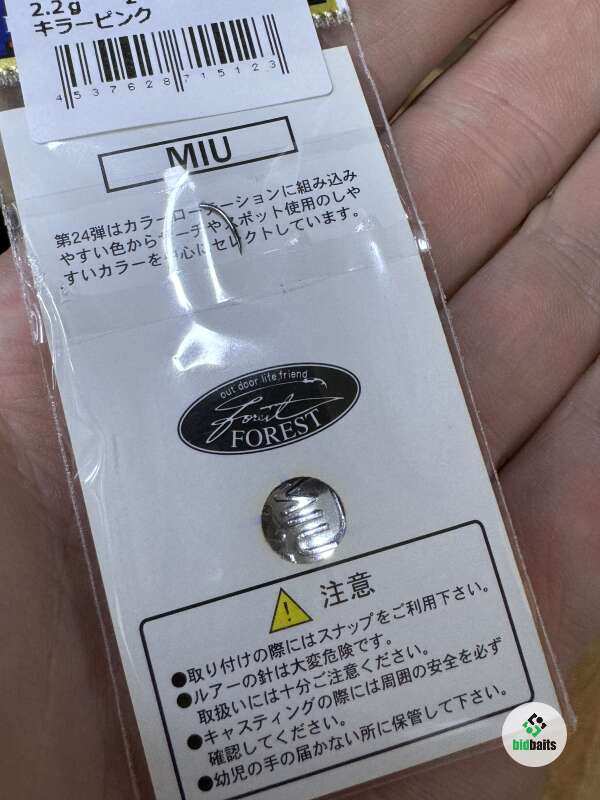 2.2g
キラーピンク
4537628715123
MIU
第24弾はカラーローテーションに組み込み
やすい色からサーチやスポット使用のしや
すいカラーを中心にセレクトしています。
out door life friend
Forest
FOREST
MIU
注意
●取り付けの際にはスナップをご利用下さい。
●ルアーの針は大変危険です。
取扱いには十分ご注意ください。
●キャスティングの際には周囲の安全を必ず
確認してください。
●幼児の手の届かない所に保管して下さい。
bidbaits